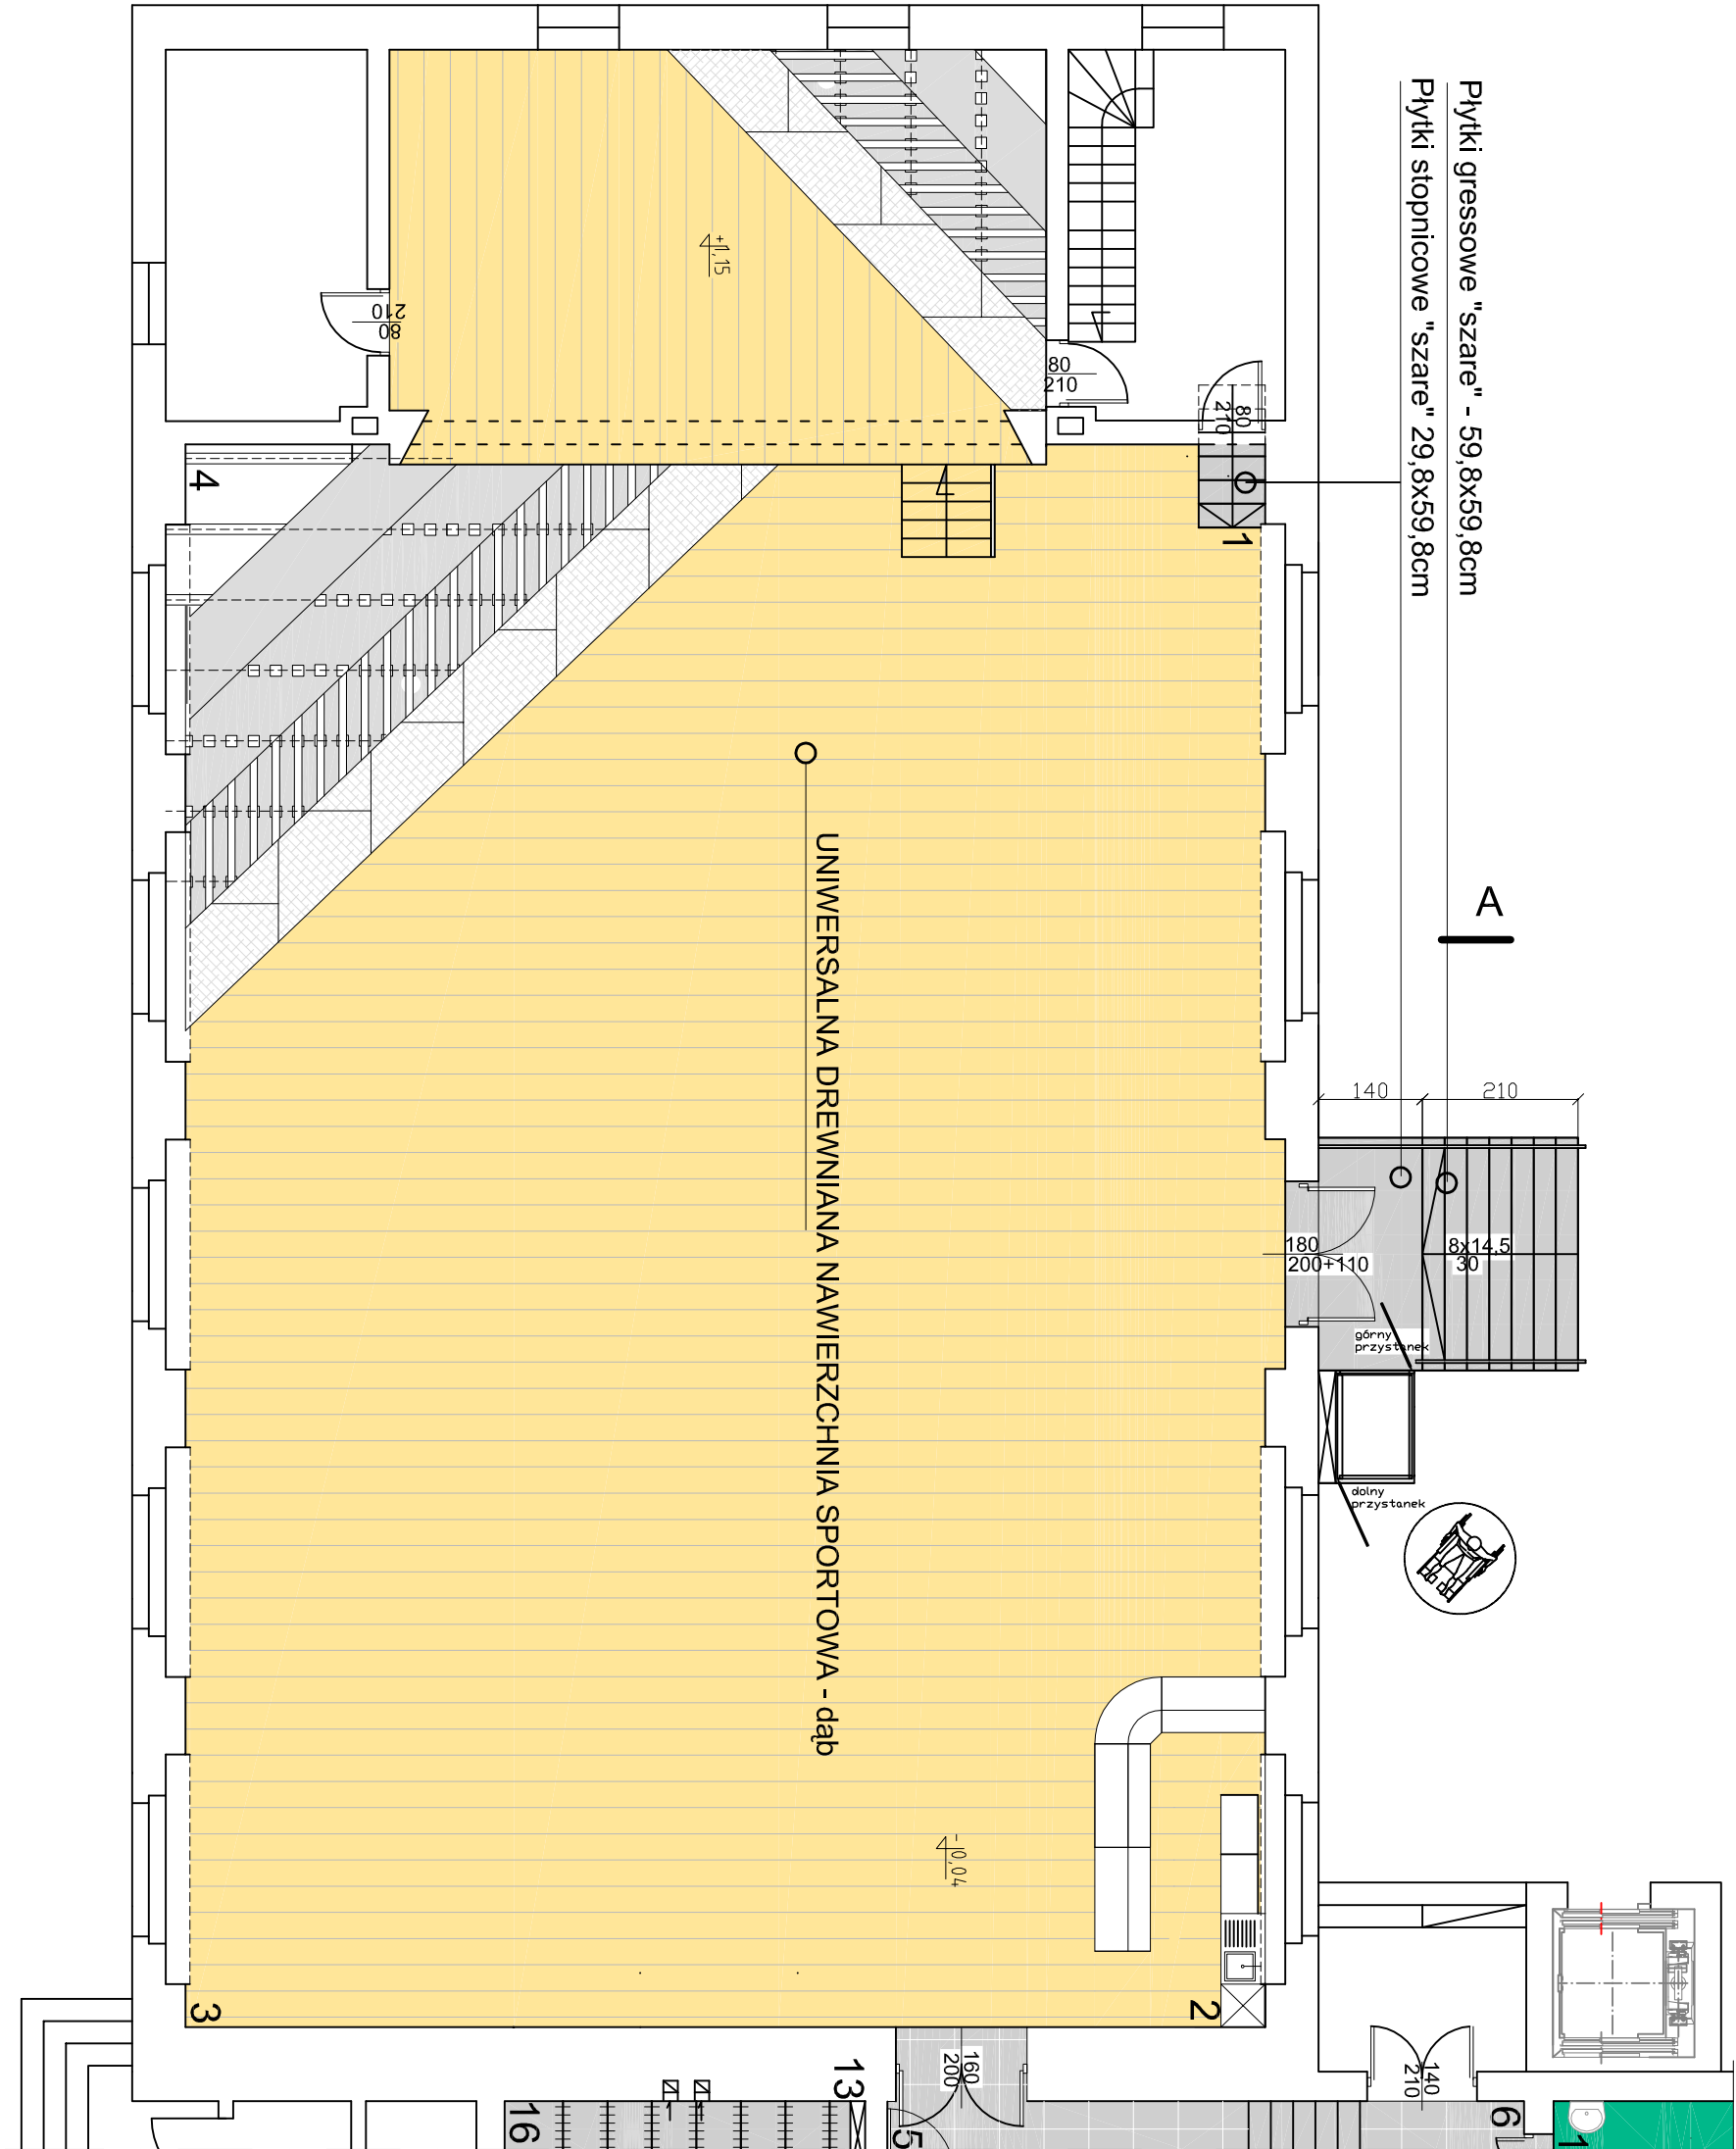 Płytki gressowe "szare" - 59,8x59,8cm
Płytki stopnicowe "szare" 29,8x59,8cm
+1,15
80
210
80
210
80
210
4
1
A
UNIWERSALNA DREWNIANA NAWIERZCHNIA SPORTOWA - dąb
140
210
180
200+110
8x14,5
30
górny
przystanek
dolny
przystanek
-0,04
3
2
13
160
200
140
210
16
5
6
1